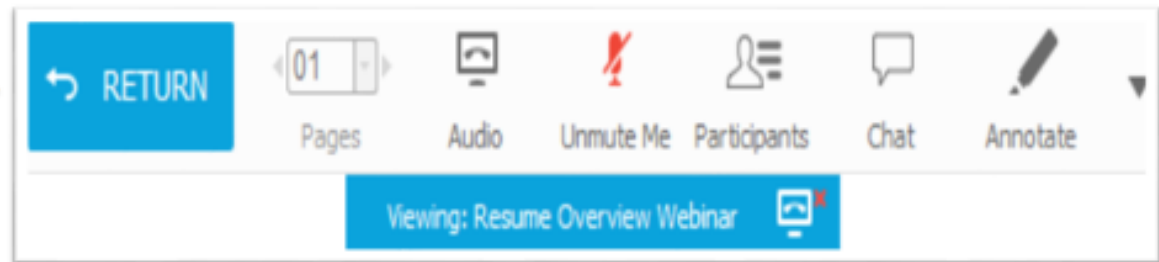 RETURN
01
Pages Audio Unmute Me Participants Chat Annotate
Viewing: Resume Overview Webinar